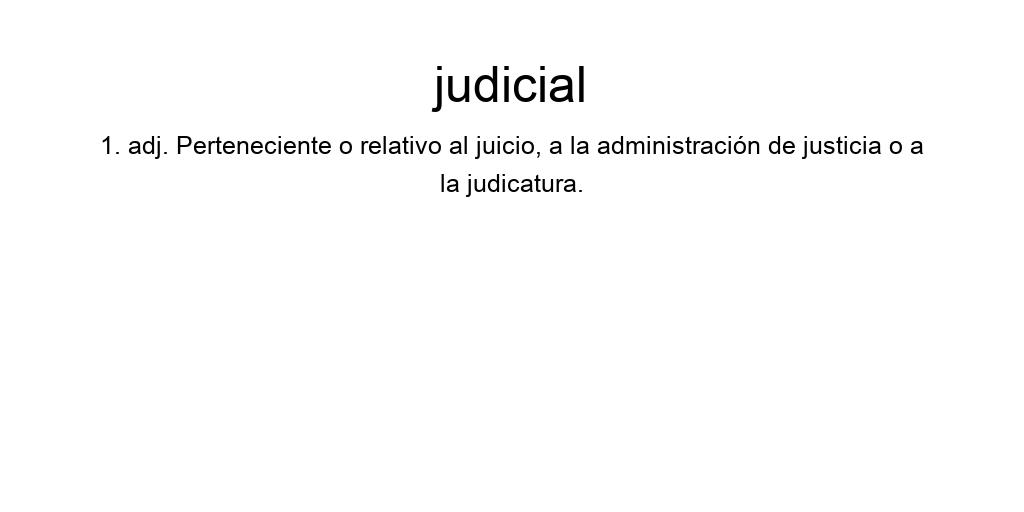 judicial
1. adj. Perteneciente o relativo al juicio, a la administración de justicia o a
la judicatura.